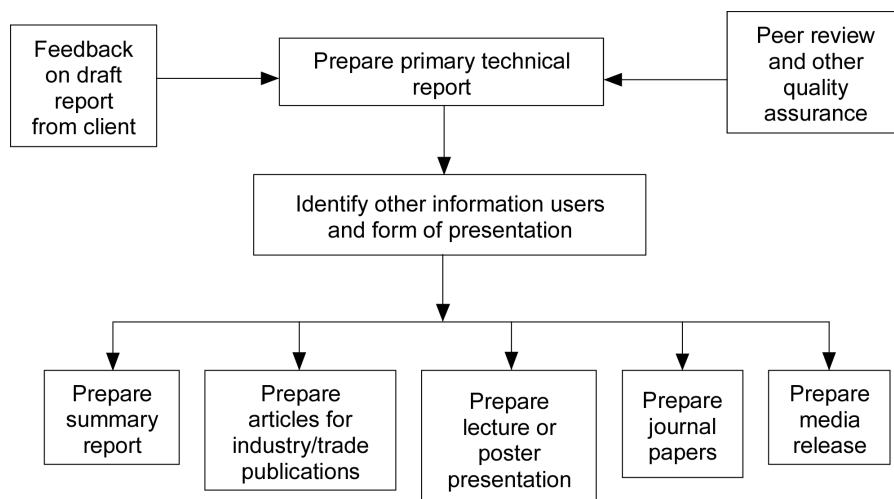 Feedback
on draft
report
from client
Prepare primary technical
report
Peer review
and other
quality
assurance
Identify other information users
and form of presentation
Prepare
summary
report
Prepare
articles for
industry/trade
publications
Prepare
lecture or
poster
presentation
Prepare
journal
papers
Prepare
media
release